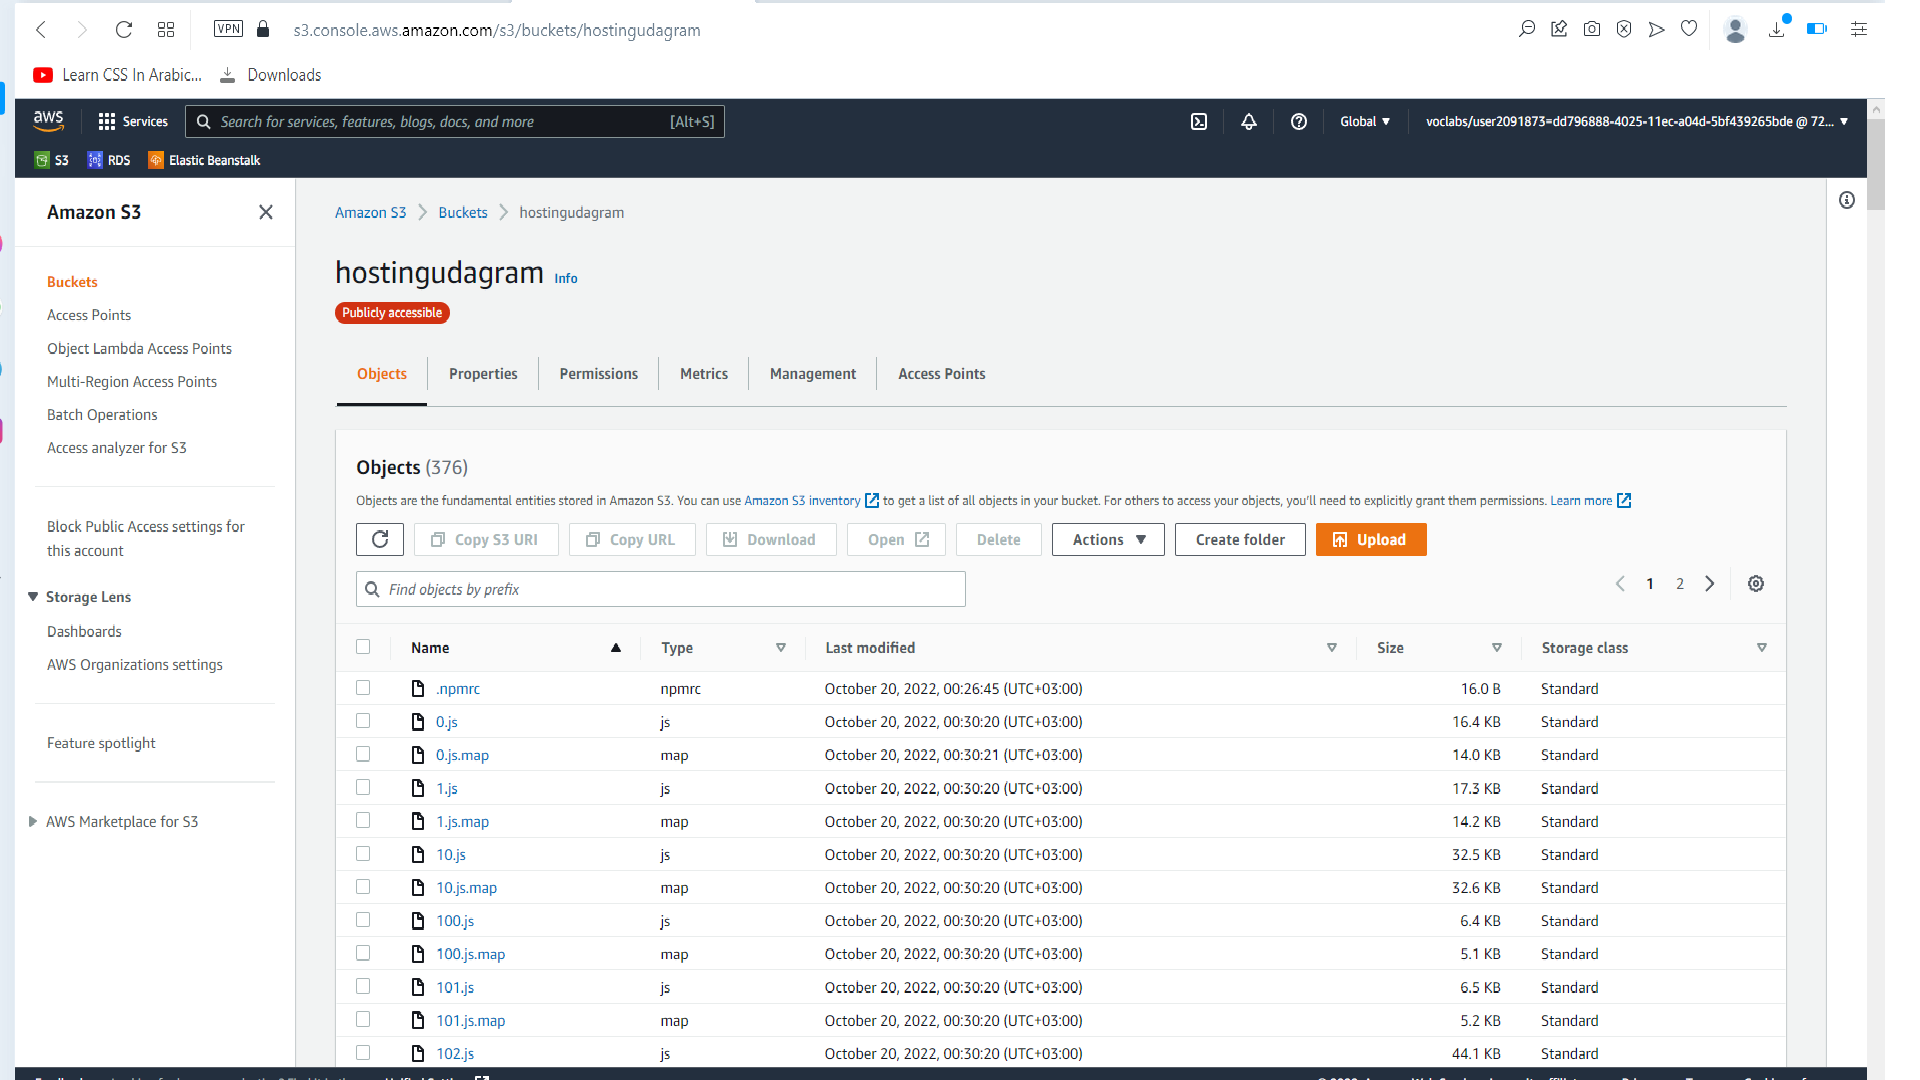 VPN s3.console.aws.amazon.com/s3/buckets/hostingudagram
Learn CSS In Arabic... Downloads
aws Services Search for services, features, blogs, docs, and more [Alt+S] Global ▼ voclabs/user2091873=dd796888-4025-11ec-a04d-5bf439265bde @ 72... ▼
S3 RDS Elastic Beanstalk
Amazon S3
Buckets
Access Points
Object Lambda Access Points
Multi-Region Access Points
Batch Operations
Access analyzer for S3
Block Public Access settings for
this account
Storage Lens
Dashboards
AWS Organizations settings
Feature spotlight
AWS Marketplace for S3
Amazon S3 Buckets hostingudagram
hostingudagram Info
Publicly accessible
Objects Properties Permissions Metrics Management Access Points
Objects (376)
Objects are the fundamental entities stored in Amazon S3. You can use Amazon S3 inventory to get a list of all objects in your bucket. For others to access your objects, you'll need to explicitly grant them permissions. Learn more
Copy S3 URI Copy URL Download Open Delete Actions ▼ Create folder Upload
Find objects by prefix 1 2
Name Type Last modified Size Storage class
.npmrc npmrc October 20, 2022, 00:26:45 (UTC+03:00) 16.0 B Standard
0.js js October 20, 2022, 00:30:20 (UTC+03:00) 16.4 KB Standard
0.js.map map October 20, 2022, 00:30:21 (UTC+03:00) 14.0 KB Standard
1.js js October 20, 2022, 00:30:20 (UTC+03:00) 17.3 KB Standard
1.js.map map October 20, 2022, 00:30:20 (UTC+03:00) 14.2 KB Standard
10.js js October 20, 2022, 00:30:20 (UTC+03:00) 32.5 KB Standard
10.js.map map October 20, 2022, 00:30:20 (UTC+03:00) 32.6 KB Standard
100.js js October 20, 2022, 00:30:20 (UTC+03:00) 6.4 KB Standard
100.js.map map October 20, 2022, 00:30:20 (UTC+03:00) 5.1 KB Standard
101.js js October 20, 2022, 00:30:20 (UTC+03:00) 6.5 KB Standard
101.js.map map October 20, 2022, 00:30:20 (UTC+03:00) 5.2 KB Standard
102.js js October 20, 2022, 00:30:20 (UTC+03:00) 44.1 KB Standard